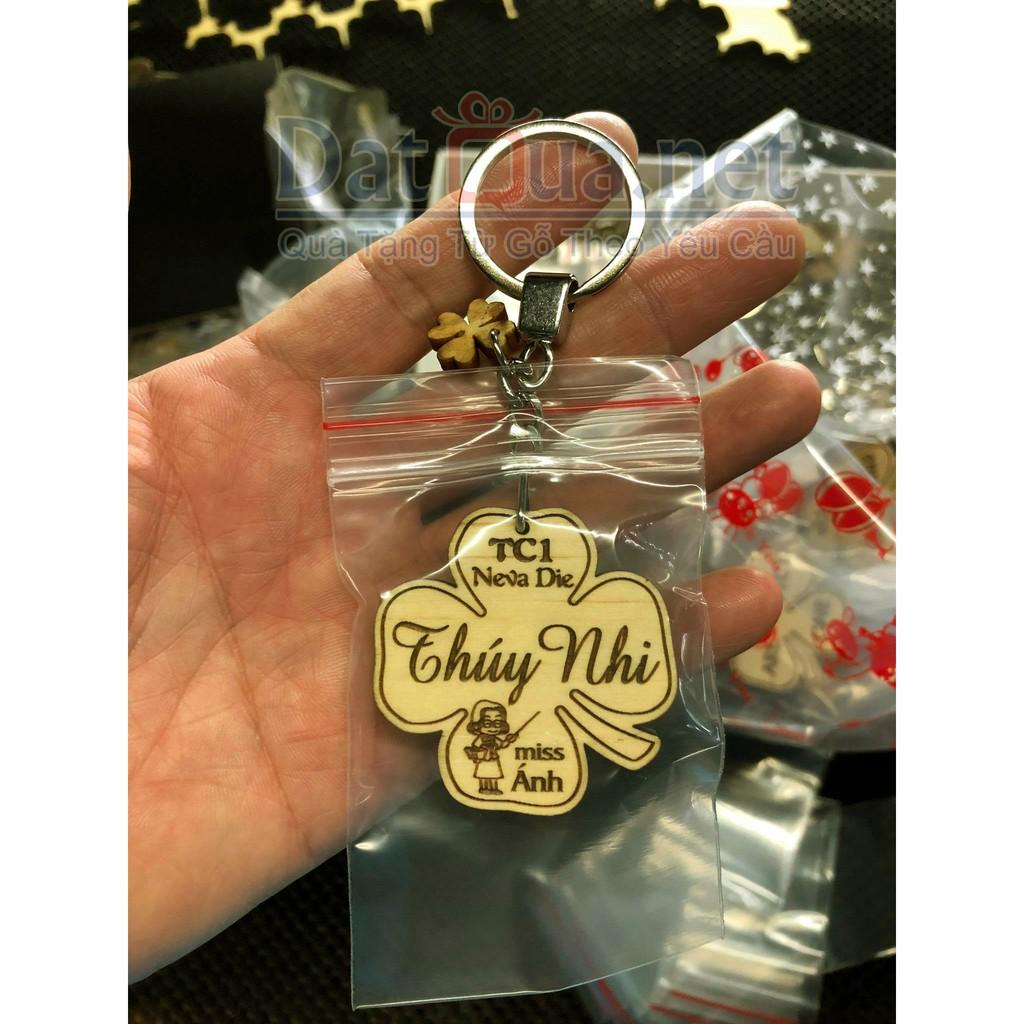 DatQua.net
Quà Tặng Từ Gỗ Theo Yêu Cầu
TC1
Neva Die
Thúy Nhi
miss
Ánh